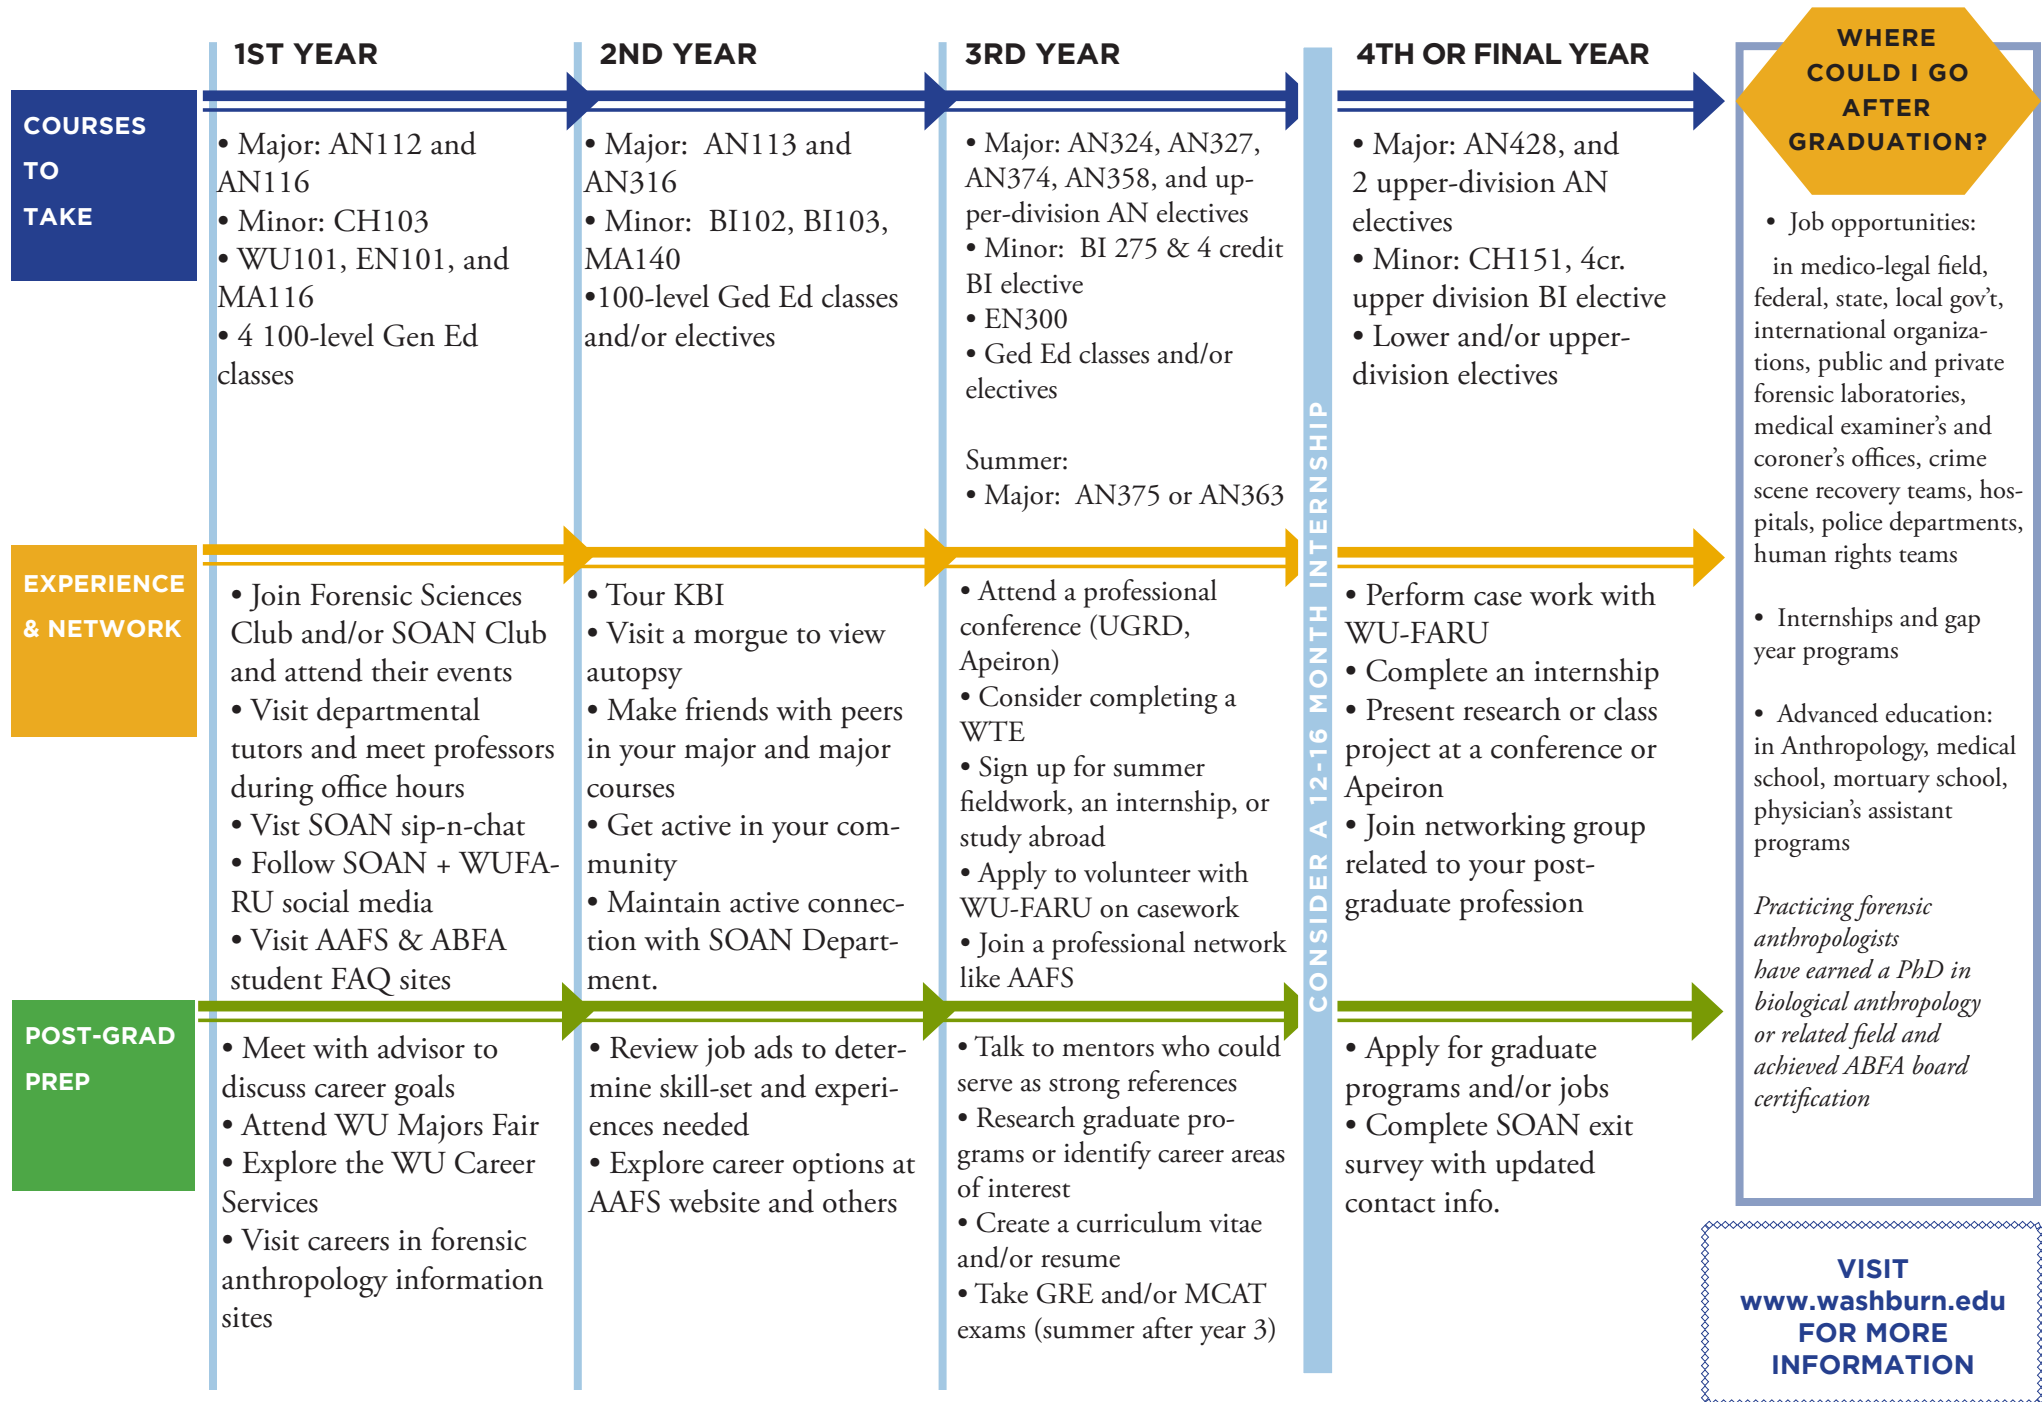 1ST YEAR
2ND YEAR
3RD YEAR
4TH OR FINAL YEAR
COURSES
TO
TAKE
• Major: AN112 and
AN116
• Minor: CH103
• WU101, EN101, and
MA116
• 4 100-level Gen Ed
classes
• Major:  AN113 and
AN316
• Minor:  BI102, BI103,
MA140
•100-level Ged Ed classes
and/or electives
• Major: AN324, AN327,
AN374, AN358, and up-
per-division AN electives
• Minor:  BI 275 & 4 credit
BI elective
• EN300
• Ged Ed classes and/or
electives
Summer:
• Major:  AN375 or AN363
• Major: AN428, and
2 upper-division AN
electives
• Minor: CH151, 4cr.
upper division BI elective
• Lower and/or upper-
division electives
EXPERIENCE
& NETWORK
• Join Forensic Sciences
Club and/or SOAN Club
and attend their events
• Visit departmental
tutors and meet professors
during office hours
• Vist SOAN sip-n-chat
• Follow SOAN + WUFA-
RU social media
• Visit AAFS & ABFA
student FAQ sites
• Tour KBI
• Visit a morgue to view
autopsy
• Make friends with peers
in your major and major
courses
• Get active in your com-
munity
• Maintain active connec-
tion with SOAN Depart-
ment.
• Attend a professional
conference (UGRD,
Apeiron)
• Consider completing a
WTE
• Sign up for summer
fieldwork, an internship, or
study abroad
• Apply to volunteer with
WU-FARU on casework
• Join a professional network
like AAFS
CONSIDER A 12-16 MONTH INTERNSHIP
• Perform case work with
WU-FARU
• Complete an internship
• Present research or class
project at a conference or
Apeiron
• Join networking group
related to your post-
graduate profession
POST-GRAD
PREP
• Meet with advisor to
discuss career goals
• Attend WU Majors Fair
• Explore the WU Career
Services
• Visit careers in forensic
anthropology information
sites
• Review job ads to deter-
mine skill-set and experi-
ences needed
• Explore career options at
AAFS website and others
• Talk to mentors who could
serve as strong references
• Research graduate pro-
grams or identify career areas
of interest
• Create a curriculum vitae
and/or resume
• Take GRE and/or MCAT
exams (summer after year 3)
• Apply for graduate
programs and/or jobs
• Complete SOAN exit
survey with updated
contact info.
WHERE
COULD I GO
AFTER
GRADUATION?
• Job opportunities:
in medico-legal field,
federal, state, local gov't,
international organiza-
tions, public and private
forensic laboratories,
medical examiner's and
coroner's offices, crime
scene recovery teams, hos-
pitals, police departments,
human rights teams
• Internships and gap
year programs
• Advanced education:
in Anthropology, medical
school, mortuary school,
physician's assistant
programs
Practicing forensic
anthropologists
have earned a PhD in
biological anthropology
or related field and
achieved ABFA board
certification
VISIT
www.washburn.edu
FOR MORE
INFORMATION